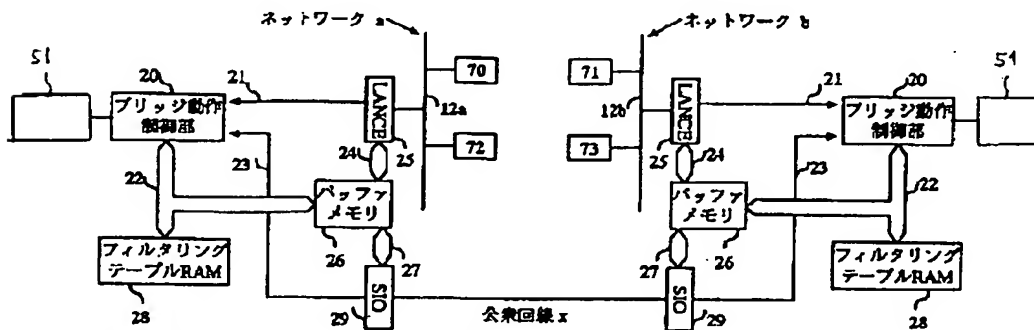 ネットワーク a
ネットワーク b
51
20
21
ブリッジ動作
制御部
LANCE
12a
70
72
24
25
23
22
バッファ
メモリ
26
27
フィルタリング
テーブルRAM
28
SIO
29
公衆回線 x
71
73
12b
LANCE
25
24
21
20
ブリッジ動作
制御部
51
23
22
バッファ
メモリ
26
27
フィルタリング
テーブルRAM
28
SIO
29